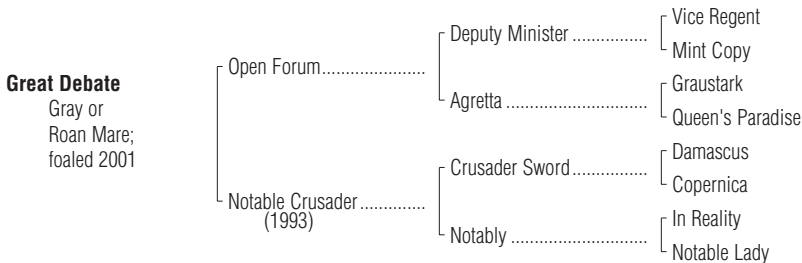 Great Debate
Gray or
Roan Mare;
foaled 2001
Open Forum......................
Notable Crusader ..............
(1993)
Deputy Minister ................
Agretta ..............................
Crusader Sword................
Notably .............................
Vice Regent
Mint Copy
Graustark
Queen's Paradise
Damascus
Copernica
In Reality
Notable Lady